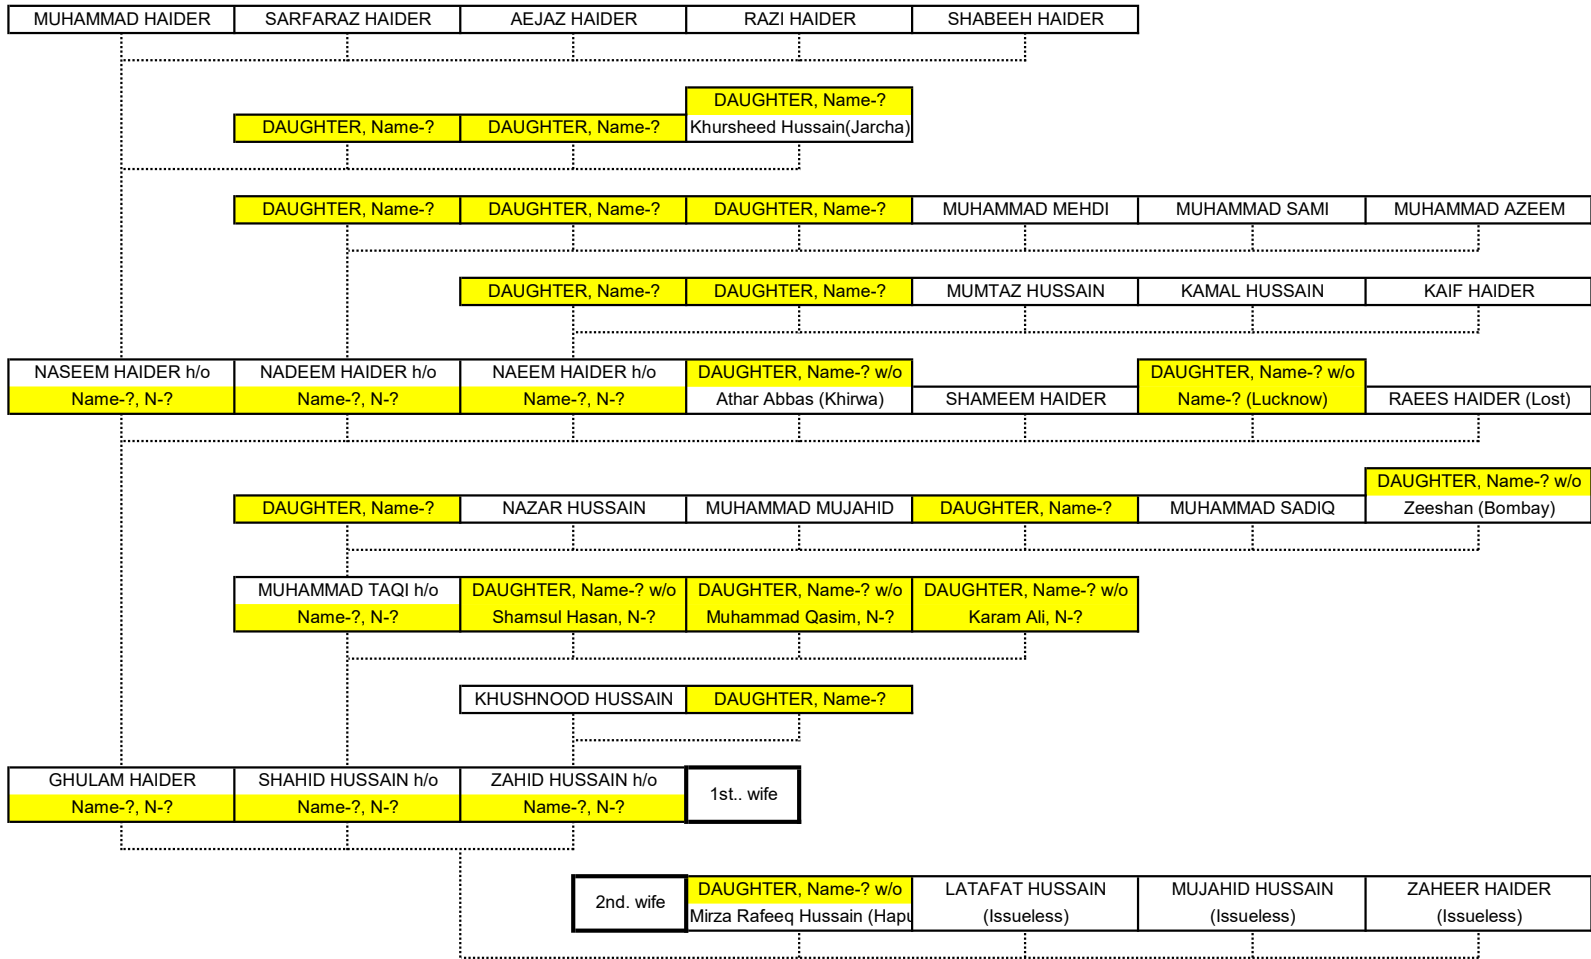 MUHAMMAD HAIDER SARFARAZ HAIDER AEJAZ HAIDER RAZI HAIDER SHABEEH HAIDER
DAUGHTER, Name-?
DAUGHTER, Name-? DAUGHTER, Name-? Khursheed Hussain(Jarcha)
DAUGHTER, Name-? DAUGHTER, Name-? DAUGHTER, Name-? MUHAMMAD MEHDI MUHAMMAD SAMI MUHAMMAD AZEEM
DAUGHTER, Name-? DAUGHTER, Name-? MUMTAZ HUSSAIN KAMAL HUSSAIN KAIF HAIDER
NASEEM HAIDER h/o NADEEM HAIDER h/o NAEEM HAIDER h/o DAUGHTER, Name-? w/o DAUGHTER, Name-? w/o
Name-?, N-? Name-?, N-? Name-?, N-? Athar Abbas (Khirwa) SHAMEEM HAIDER Name-? (Lucknow) RAEES HAIDER (Lost)
DAUGHTER, Name-? w/o
DAUGHTER, Name-? NAZAR HUSSAIN MUHAMMAD MUJAHID DAUGHTER, Name-? MUHAMMAD SADIQ Zeeshan (Bombay)
MUHAMMAD TAQI h/o DAUGHTER, Name-? w/o DAUGHTER, Name-? w/o DAUGHTER, Name-? w/o
Name-?, N-? Shamsul Hasan, N-? Muhammad Qasim, N-? Karam Ali, N-?
KHUSHNOOD HUSSAIN DAUGHTER, Name-?
GHULAM HAIDER SHAHID HUSSAIN h/o ZAHID HUSSAIN h/o
1st.. wife
Name-?, N-? Name-?, N-? Name-?, N-?
DAUGHTER, Name-? w/o LATAFAT HUSSAIN MUJAHID HUSSAIN ZAHEER HAIDER
2nd. wife
Mirza Rafeeq Hussain (Hapu (Issueless) (Issueless) (Issueless)